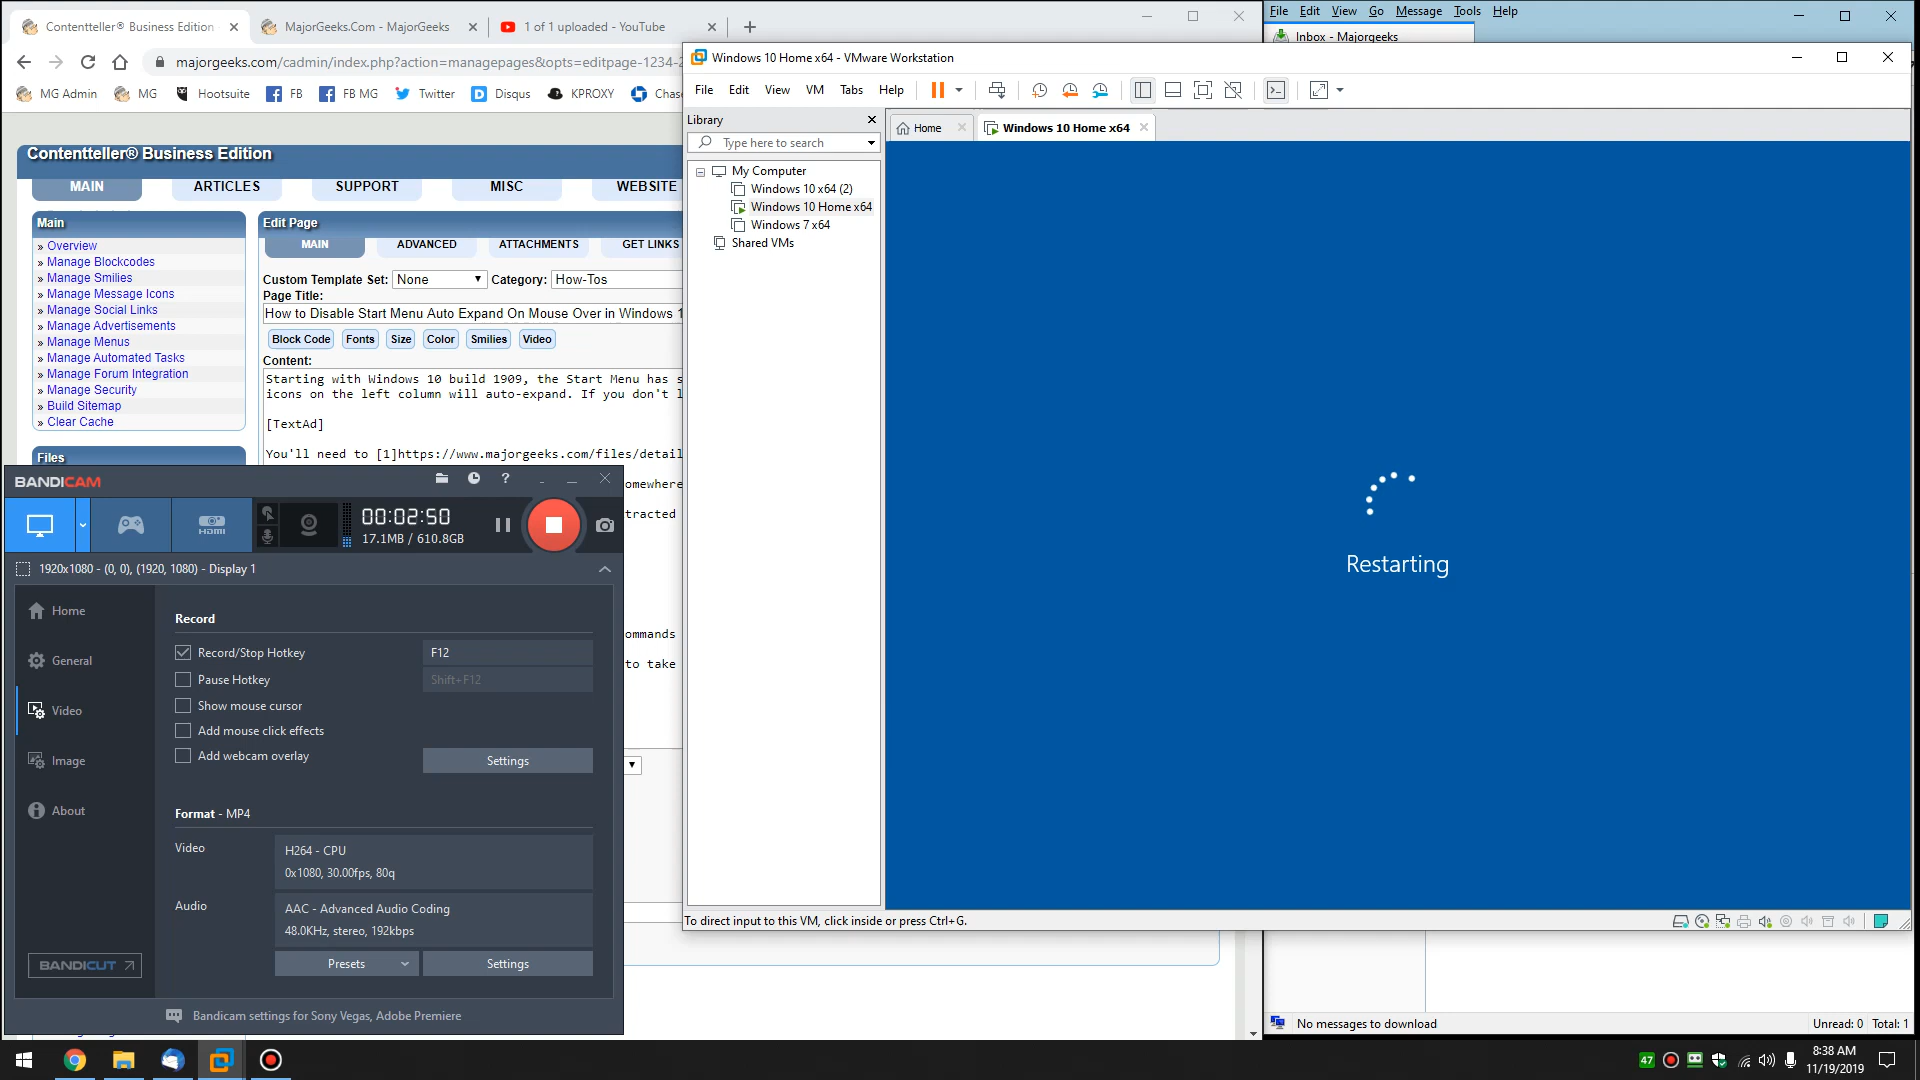 Contentteller® Business Edition
MajorGeeks.Com - MajorGeeks
1 of 1 uploaded - YouTube
File Edit View Go Message Tools Help
Inbox - Majorgeeks
majorgeeks.com/cadmin/index.php?action=managepages&opts=editpage-1234-2
MG Admin
MG
Hootsuite
FB
FB MG
Twitter
Disqus
KPROXY
Chase
Windows 10 Home x64 - VMware Workstation
File Edit View VM Tabs Help
Library
Type here to search
My Computer
Windows 10 x64 (2)
Windows 10 Home x64
Windows 7 x64
Shared VMs
Home
Windows 10 Home x64
Restarting
To direct input to this VM, click inside or press Ctrl+G.
Contentteller® Business Edition
MAIN ARTICLES SUPPORT MISC WEBSITE
Main
» Overview
» Manage Blockcodes
» Manage Smilies
» Manage Message Icons
» Manage Social Links
» Manage Advertisements
» Manage Menus
» Manage Automated Tasks
» Manage Forum Integration
» Manage Security
» Build Sitemap
» Clear Cache
Files
Edit Page
MAIN ADVANCED ATTACHMENTS GET LINKS
Custom Template Set: None Category: How-Tos
Page Title:
How to Disable Start Menu Auto Expand On Mouse Over in Windows 1
Block Code Fonts Size Color Smilies Video
Content:
Starting with Windows 10 build 1909, the Start Menu has s
icons on the left column will auto-expand. If you don't l
[TextAd]
You'll need to [1]https://www.majorgeeks.com/files/detail
omewhere
tracted
ommands
to take
BANDICAM
?
00:02:50
17.1MB / 610.8GB
HDMI
1920x1080 - (0, 0), (1920, 1080) - Display 1
Home
General
Video
Image
About
BANDICUT
Record
Record/Stop Hotkey F12
Pause Hotkey Shift+F12
Show mouse cursor
Add mouse click effects
Add webcam overlay
Settings
Format - MP4
Video
H264 - CPU
0x1080, 30.00fps, 80q
Audio
AAC - Advanced Audio Coding
48.0KHz, stereo, 192kbps
Presets Settings
Bandicam settings for Sony Vegas, Adobe Premiere
No messages to download
Unread: 0 Total: 1
47
8:38 AM
11/19/2019